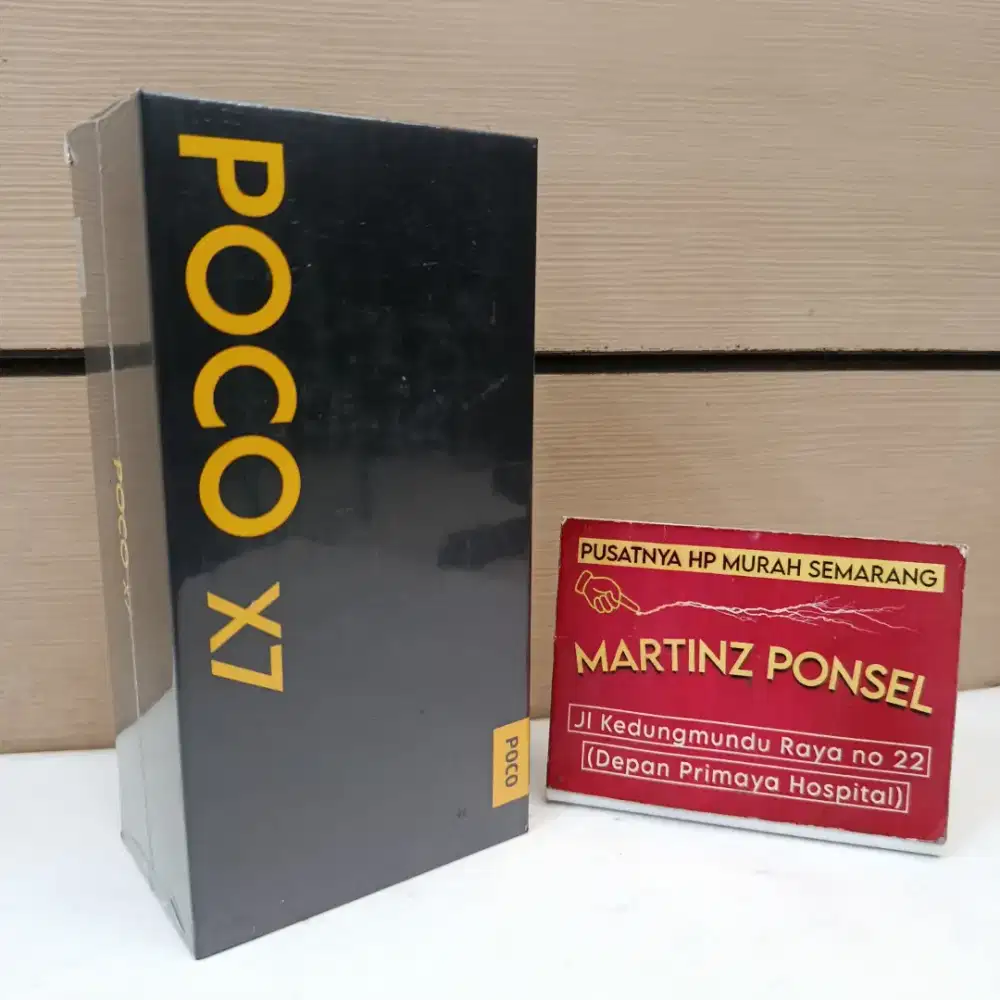 POCO X7
POCO X7
POCO
PUSATNYA HP MURAH SEMARANG
MARTINZ PONSEL
Jl Kedungmundu Raya no 22
(Depan Primaya Hospital)